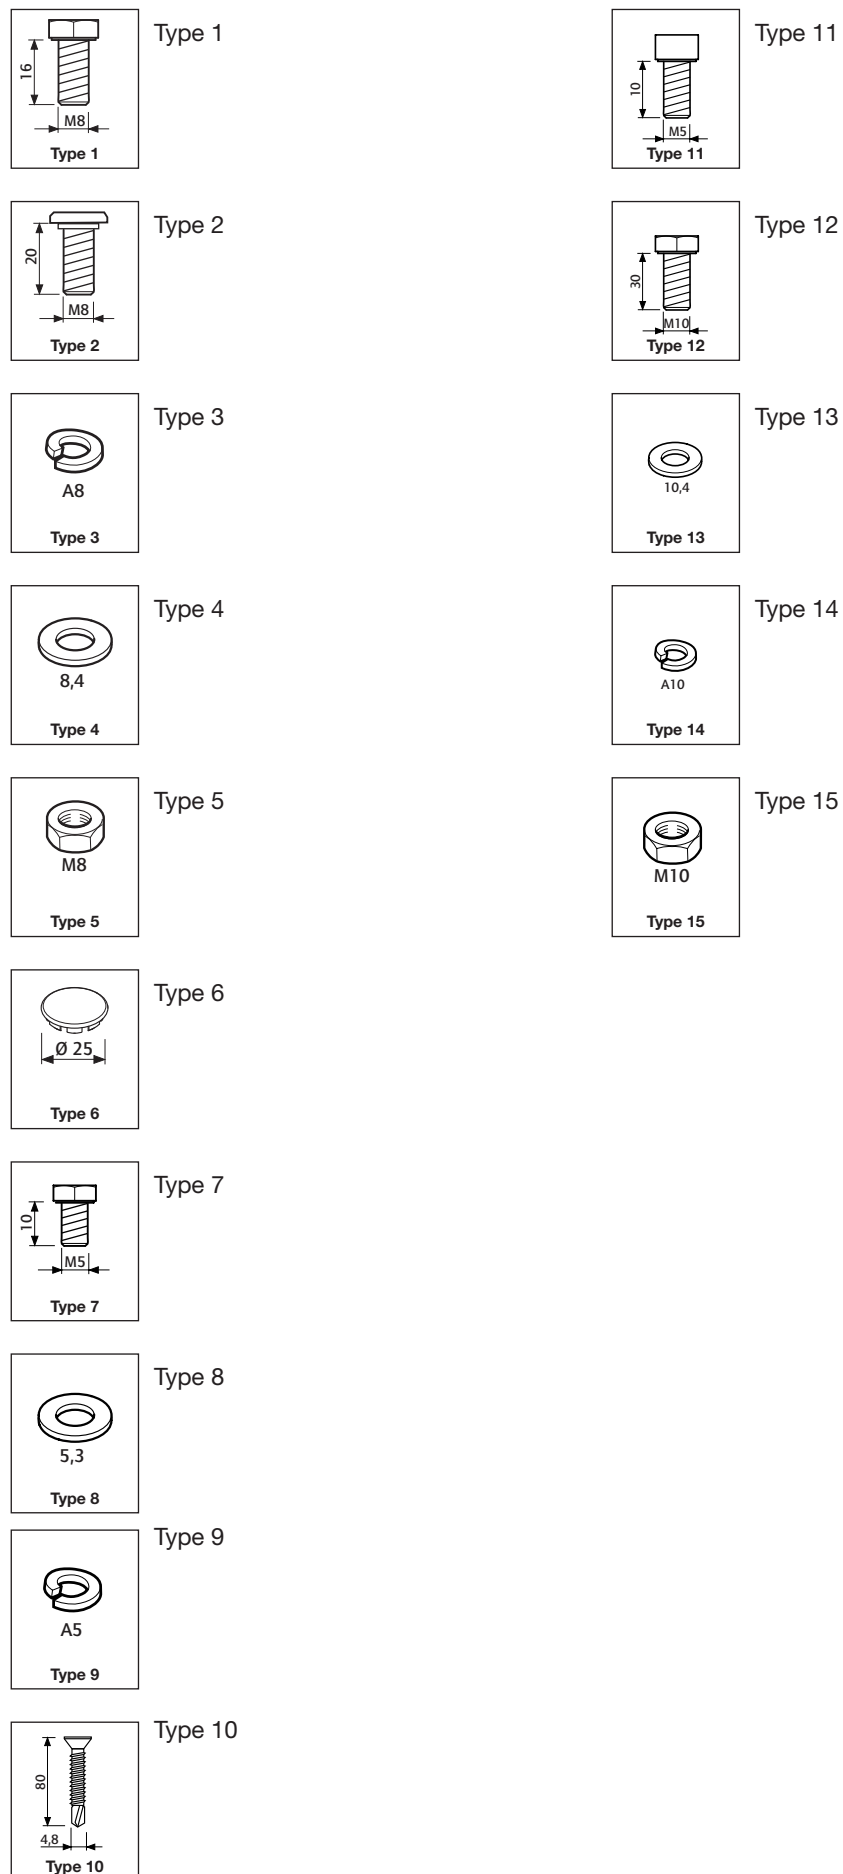 Type 1
16
M8
Type 1
Type 2
20
M8
Type 2
Type 3
A8
Type 3
Type 4
8,4
Type 4
Type 5
M8
Type 5
Type 6
Ø 25
Type 6
Type 7
10
M5
Type 7
Type 8
5,3
Type 8
Type 9
A5
Type 9
Type 10
80
4,8
Type 10
Type 11
10
M5
Type 11
Type 12
30
M10
Type 12
Type 13
10,4
Type 13
Type 14
A10
Type 14
Type 15
M10
Type 15